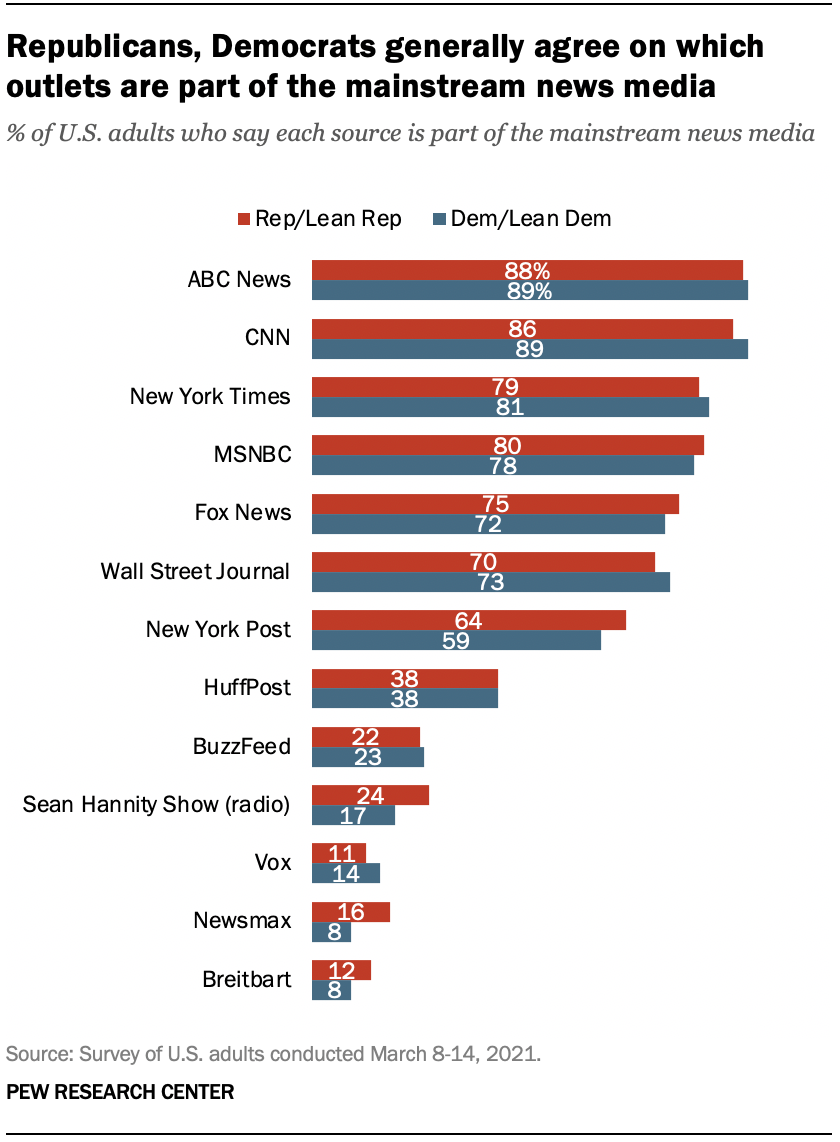 Republicans, Democrats generally agree on which
outlets are part of the mainstream news media
% of U.S. adults who say each source is part of the mainstream news media
Rep/Lean Rep Dem/Lean Dem
ABC News 88%
89%
CNN 86
89
New York Times 79
81
MSNBC 80
78
Fox News 75
72
Wall Street Journal 70
73
New York Post 64
59
HuffPost 38
38
BuzzFeed 22
23
Sean Hannity Show (radio) 24
17
Vox 11
14
Newsmax 16
8
Breitbart 12
8
Source: Survey of U.S. adults conducted March 8-14, 2021.
PEW RESEARCH CENTER